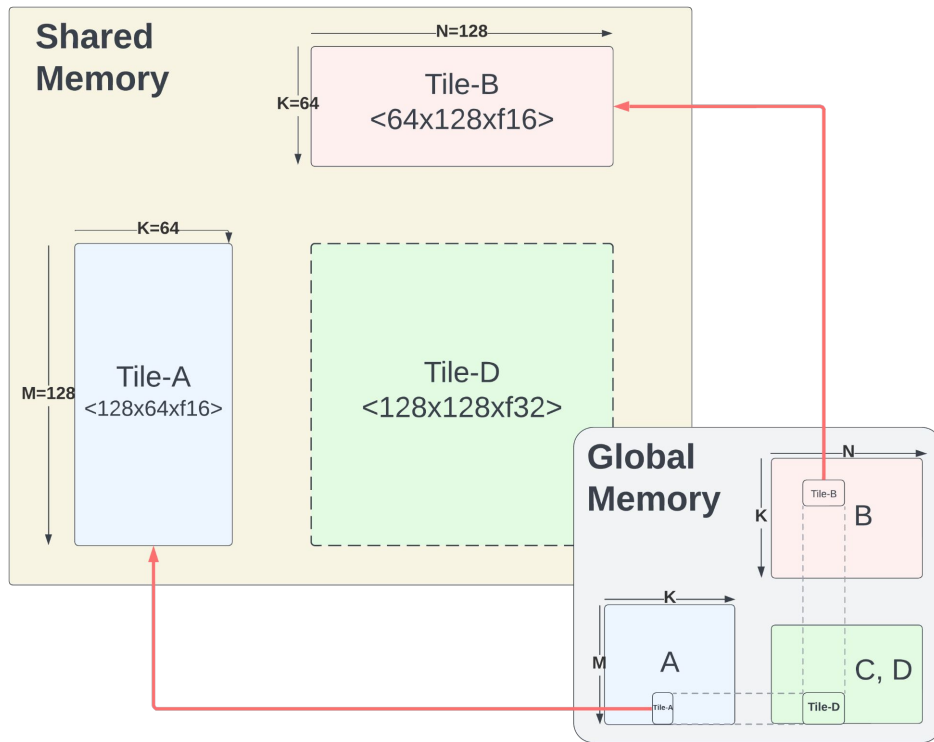 Shared
Memory
N=128
K=64
Tile-B
<64x128xf16>
K=64
M=128
Tile-A
<128x64xf16>
Tile-D
<128x128xf32>
Global
Memory
N
K
Tile-B
B
K
M
A
Tile-A
C, D
Tile-D